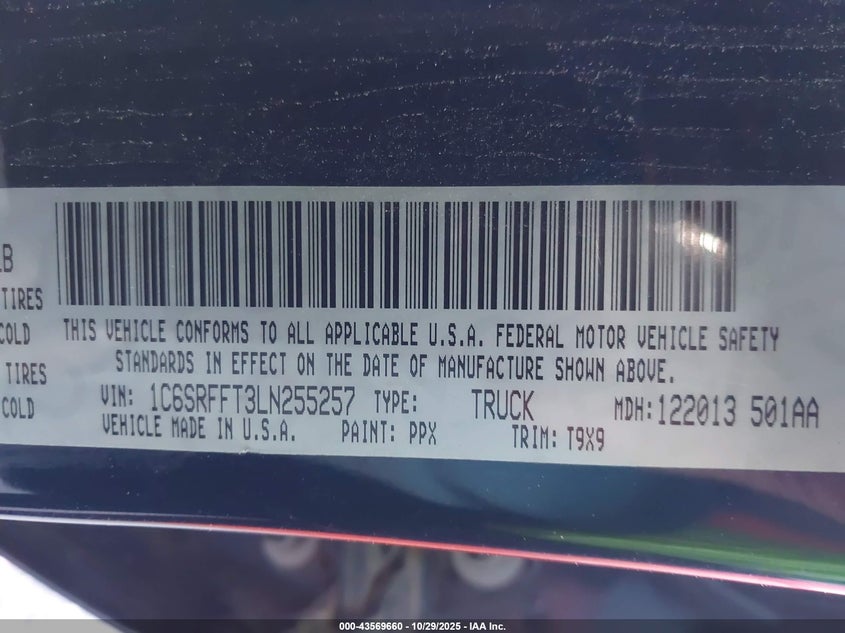 LB
TIRES
COLD
TIRES
COLD
THIS VEHICLE CONFORMS TO ALL APPLICABLE U.S.A. FEDERAL MOTOR VEHICLE SAFETY
STANDARDS IN EFFECT ON THE DATE OF MANUFACTURE SHOWN ABOVE.
VIN: 1C6SRFFT3LN255257 TYPE: TRUCK MDH:122013 501AA
VEHICLE MADE IN U.S.A. PAINT: PPX TRIM: T9X9
000-43569660 - 10/29/2025 - IAA Inc.